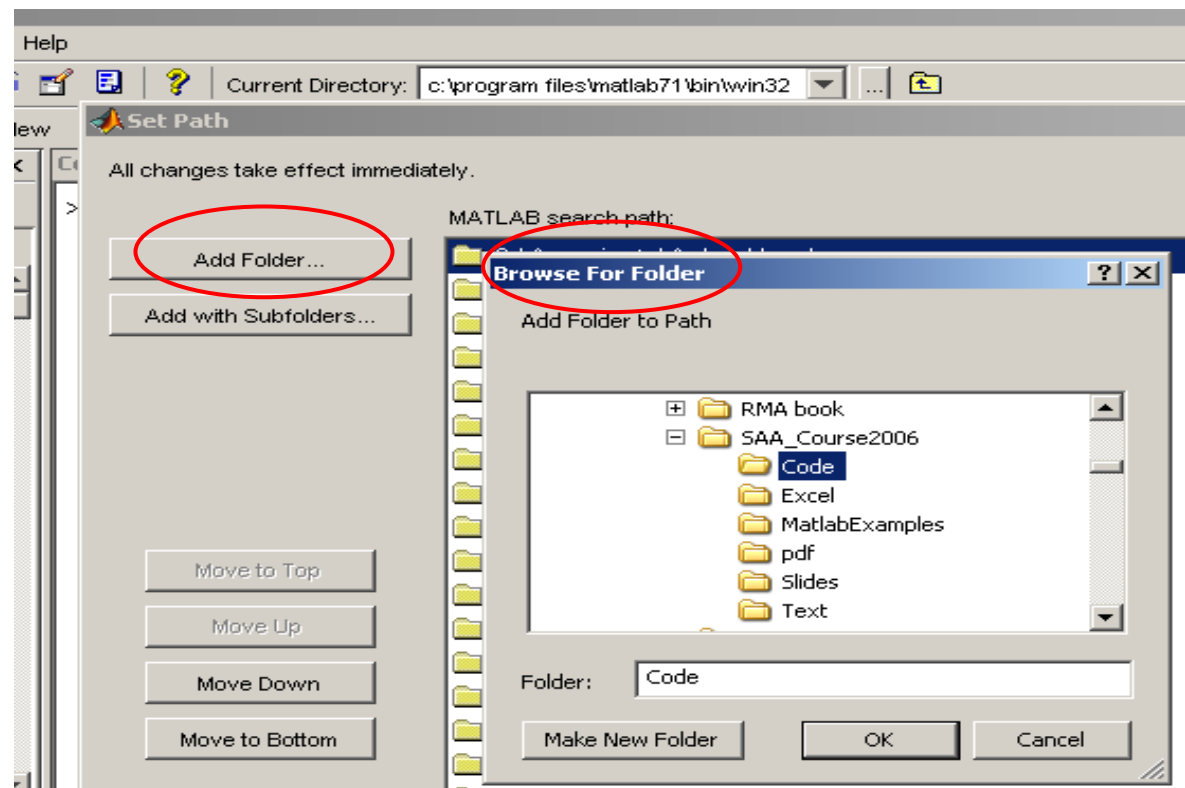 Help
Current Directory: c:\program files\matlab71\bin\win32 ...
Set Path
All changes take effect immediately.
MATLAB search path:
Add Folder...
Add with Subfolders...
Browse For Folder
Add Folder to Path
RMA book
SAA_Course2006
Code
Excel
MatlabExamples
pdf
Slides
Text
Move to Top
Move Up
Move Down
Move to Bottom
Folder: Code
Make New Folder OK Cancel